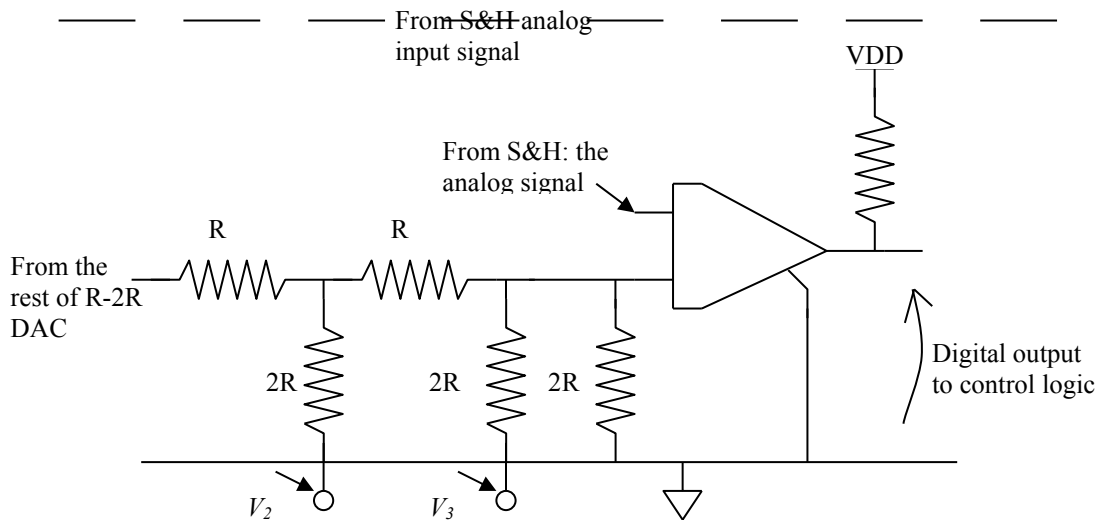 From S&H analog
input signal
VDD
From S&H: the
analog signal
R
R
From the
rest of R-2R
DAC
2R
2R
2R
Digital output
to control logic
V2
V3